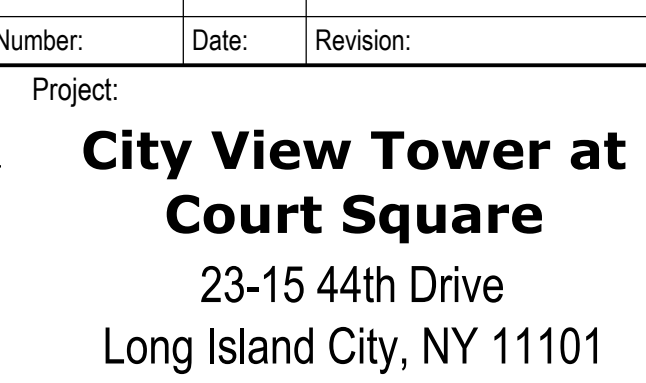 Number: Date: Revision:
Project:
City View Tower at
Court Square
23-15 44th Drive
Long Island City, NY 11101